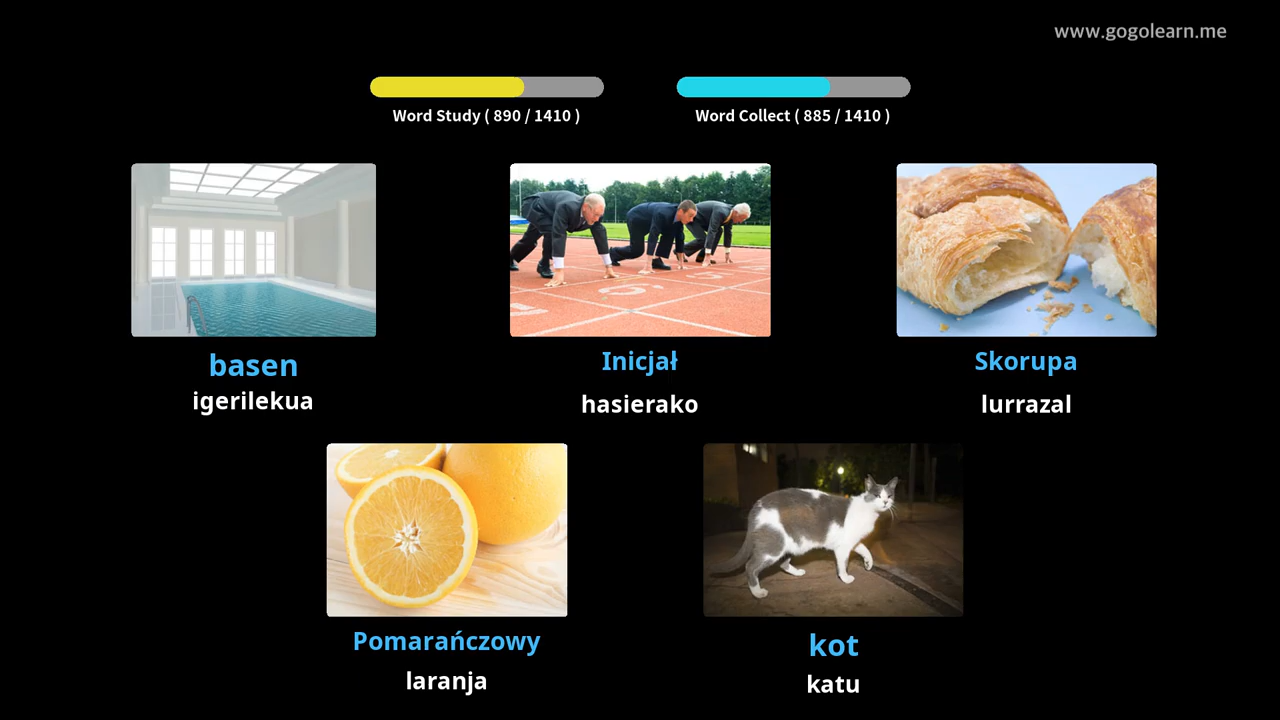 www.gogolearn.me
Word Study ( 890 / 1410 )
Word Collect ( 885 / 1410 )
basen
igerilekua
Inicjał
hasierako
Skorupa
lurrazal
Pomarańczowy
laranja
kot
katu